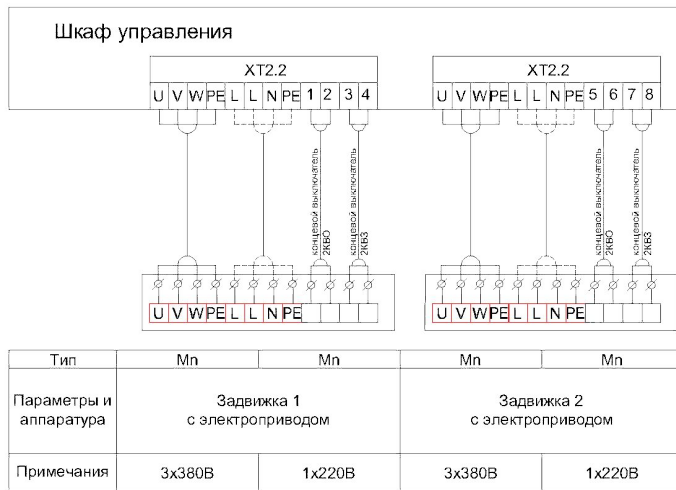 Шкаф управления
XT2.2 XT2.2
U V W PE L L N PE 1 2 3 4 U V W PE L L N PE 5 6 7 8
концевой выключатель
2КВО
концевой выключатель
2КВЗ
концевой выключатель
2КВО
концевой выключатель
2КВЗ
U V W PE L L N PE U V W PE L L N PE
Тип Mn Mn Mn Mn
Параметры и Задвижка 1 Задвижка 2
аппаратура с электроприводом с электроприводом
Примечания 3x380В 1x220В 3x380В 1x220В